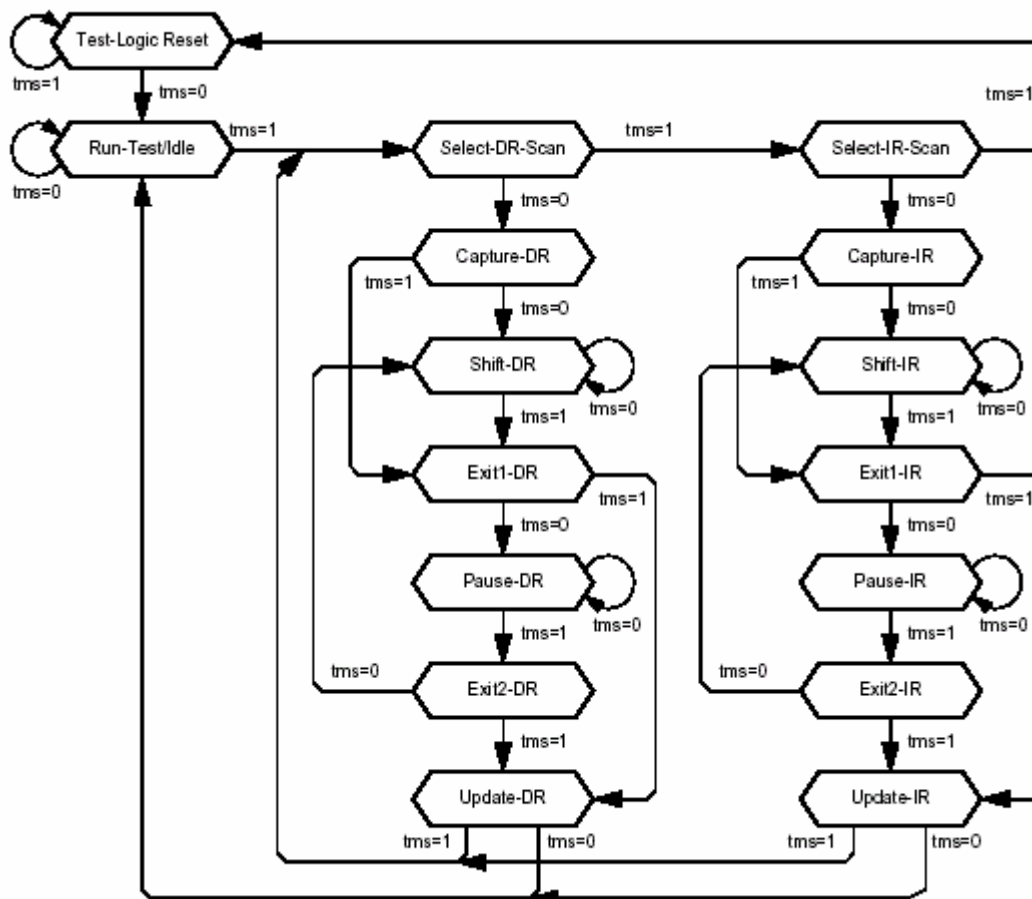 Test-Logic Reset
tms=1
tms=0
tms=1
Run-Test/Idle
tms=1
Select-DR-Scan
tms=1
Select-IR-Scan
tms=0
tms=0
tms=0
Capture-DR
Capture-IR
tms=1
tms=1
tms=0
tms=0
Shift-DR
Shift-IR
tms=0
tms=0
tms=1
tms=1
Exit1-DR
Exit1-IR
tms=1
tms=1
tms=0
tms=0
Pause-DR
Pause-IR
tms=0
tms=0
tms=1
tms=1
tms=0
tms=0
Exit2-DR
Exit2-IR
tms=1
tms=1
Update-DR
Update-IR
tms=1
tms=0
tms=1
tms=0